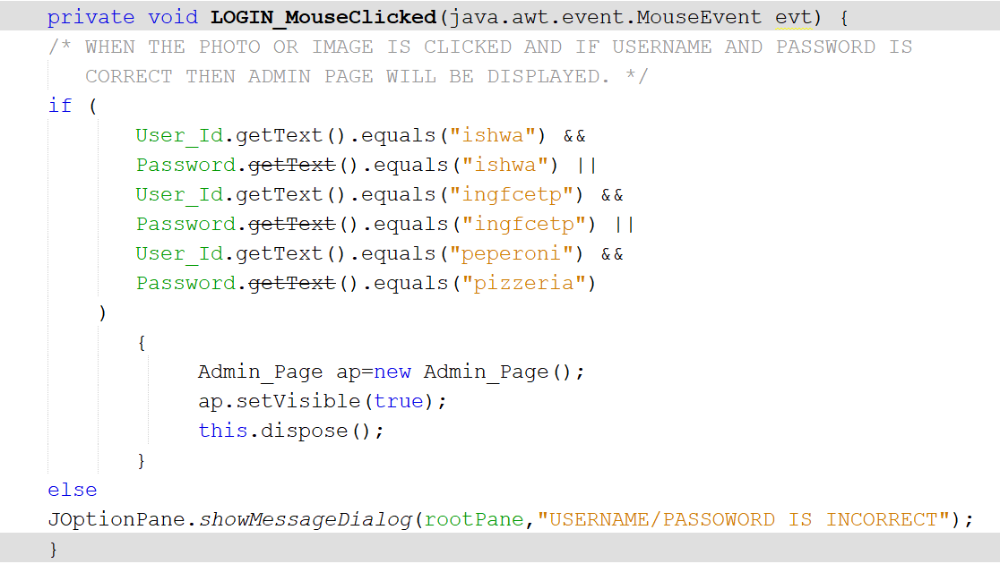 private void LOGIN_MouseClicked(java.awt.event.MouseEvent evt) {
/* WHEN THE PHOTO OR IMAGE IS CLICKED AND IF USERNAME AND PASSWORD IS
CORRECT THEN ADMIN PAGE WILL BE DISPLAYED. */
if (
User_Id.getText().equals("ishwa") &&
Password.getText().equals("ishwa") ||
User_Id.getText().equals("ingfcetp") &&
Password.getText().equals("ingfcetp") ||
User_Id.getText().equals("peperoni") &&
Password.getText().equals("pizzeria")
)
{
Admin_Page ap=new Admin_Page();
ap.setVisible(true);
this.dispose();
}
else
JOptionPane.showMessageDialog(rootPane,"USERNAME/PASSOWORD IS INCORRECT");
}